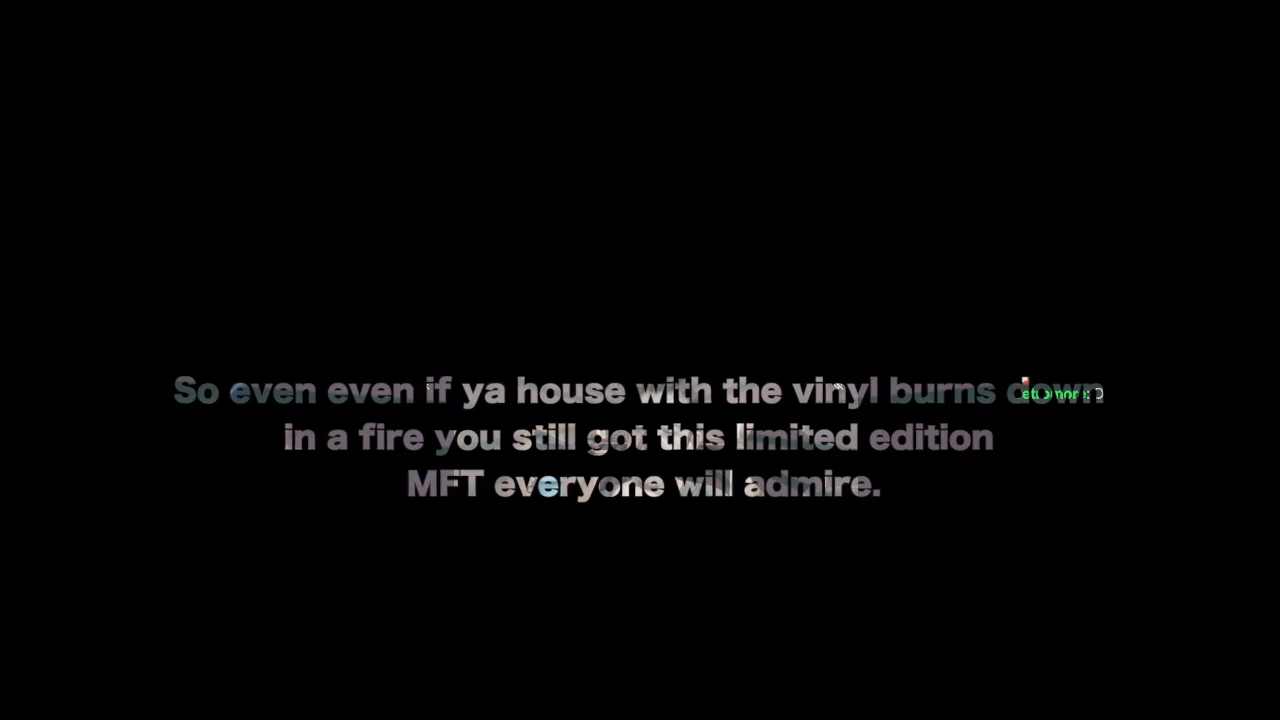 So even even if ya house with the vinyl burns down
in a fire you still got this limited edition
MFT everyone will admire.